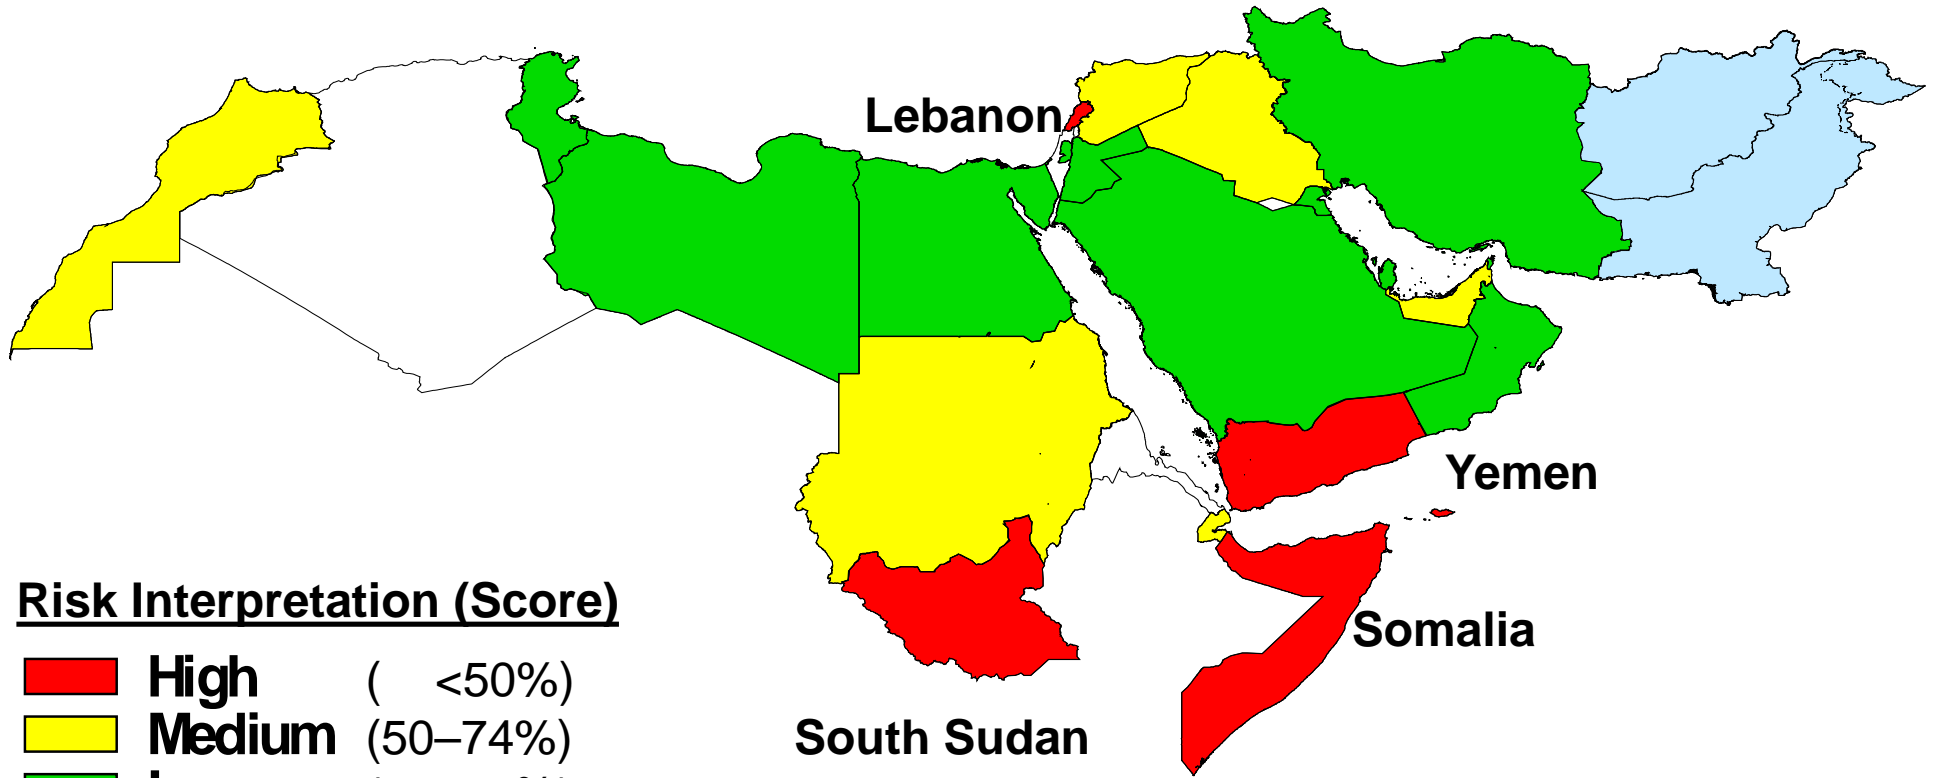 Lebanon
Yemen
Risk Interpretation (Score)
Somalia
High ( <50%)
Medium (50–74%)
South Sudan